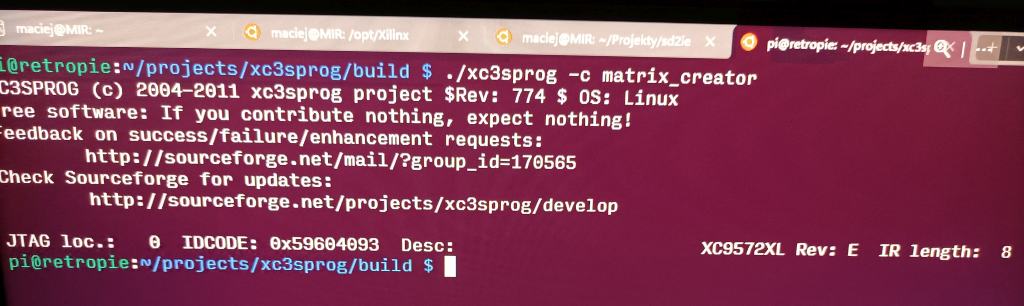 maciej@MIR: ~
maciej@MIR: /opt/Xilinx
maciej@MIR: ~/Projekty/sd2ie
pi@retropie: ~/projects/xc3s
i@retropie:~/projects/xc3sprog/build $ ./xc3sprog -c matrix_creator
C3SPROG (c) 2004-2011 xc3sprog project $Rev: 774 $ OS: Linux
ree software: If you contribute nothing, expect nothing!
eedback on success/failure/enhancement requests:
http://sourceforge.net/mail/?group_id=170565
Check Sourceforge for updates:
http://sourceforge.net/projects/xc3sprog/develop
JTAG loc.: 0 IDCODE: 0x59604093 Desc: XC9572XL Rev: E IR length: 8
pi@retropie:~/projects/xc3sprog/build $